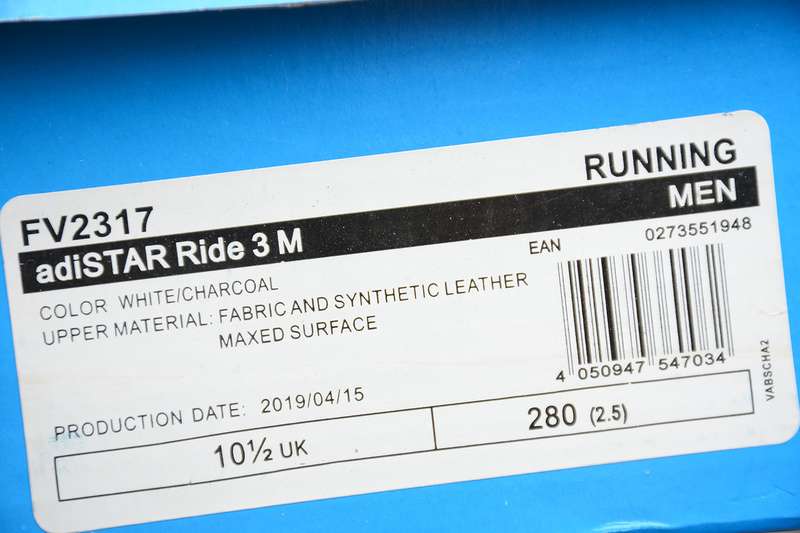 RUNNING
FV2317
MEN
adiSTAR Ride 3 M
EAN 0273551948
COLOR WHITE/CHARCOAL
UPPER MATERIAL: FABRIC AND SYNTHETIC LEATHER
MAXED SURFACE
4 050947 547034
VABSCHA2
PRODUCTION DATE: 2019/04/15
10½ UK
280 (2.5)